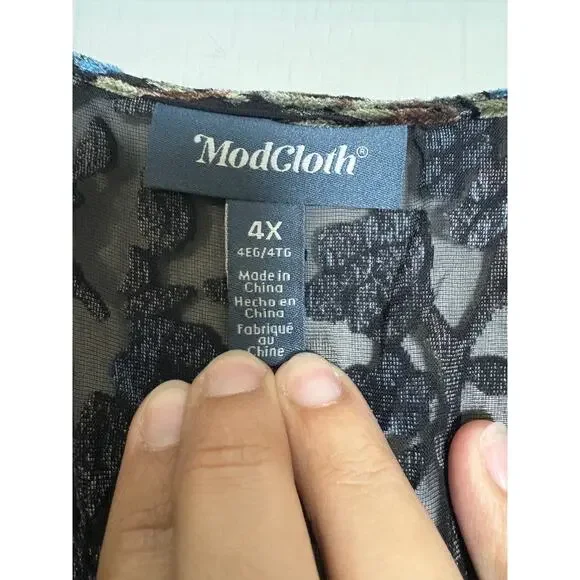 ModCloth®
4X
4EG/4TG
Made in
China
Hecho en
China
Fabriqué
au
Chine